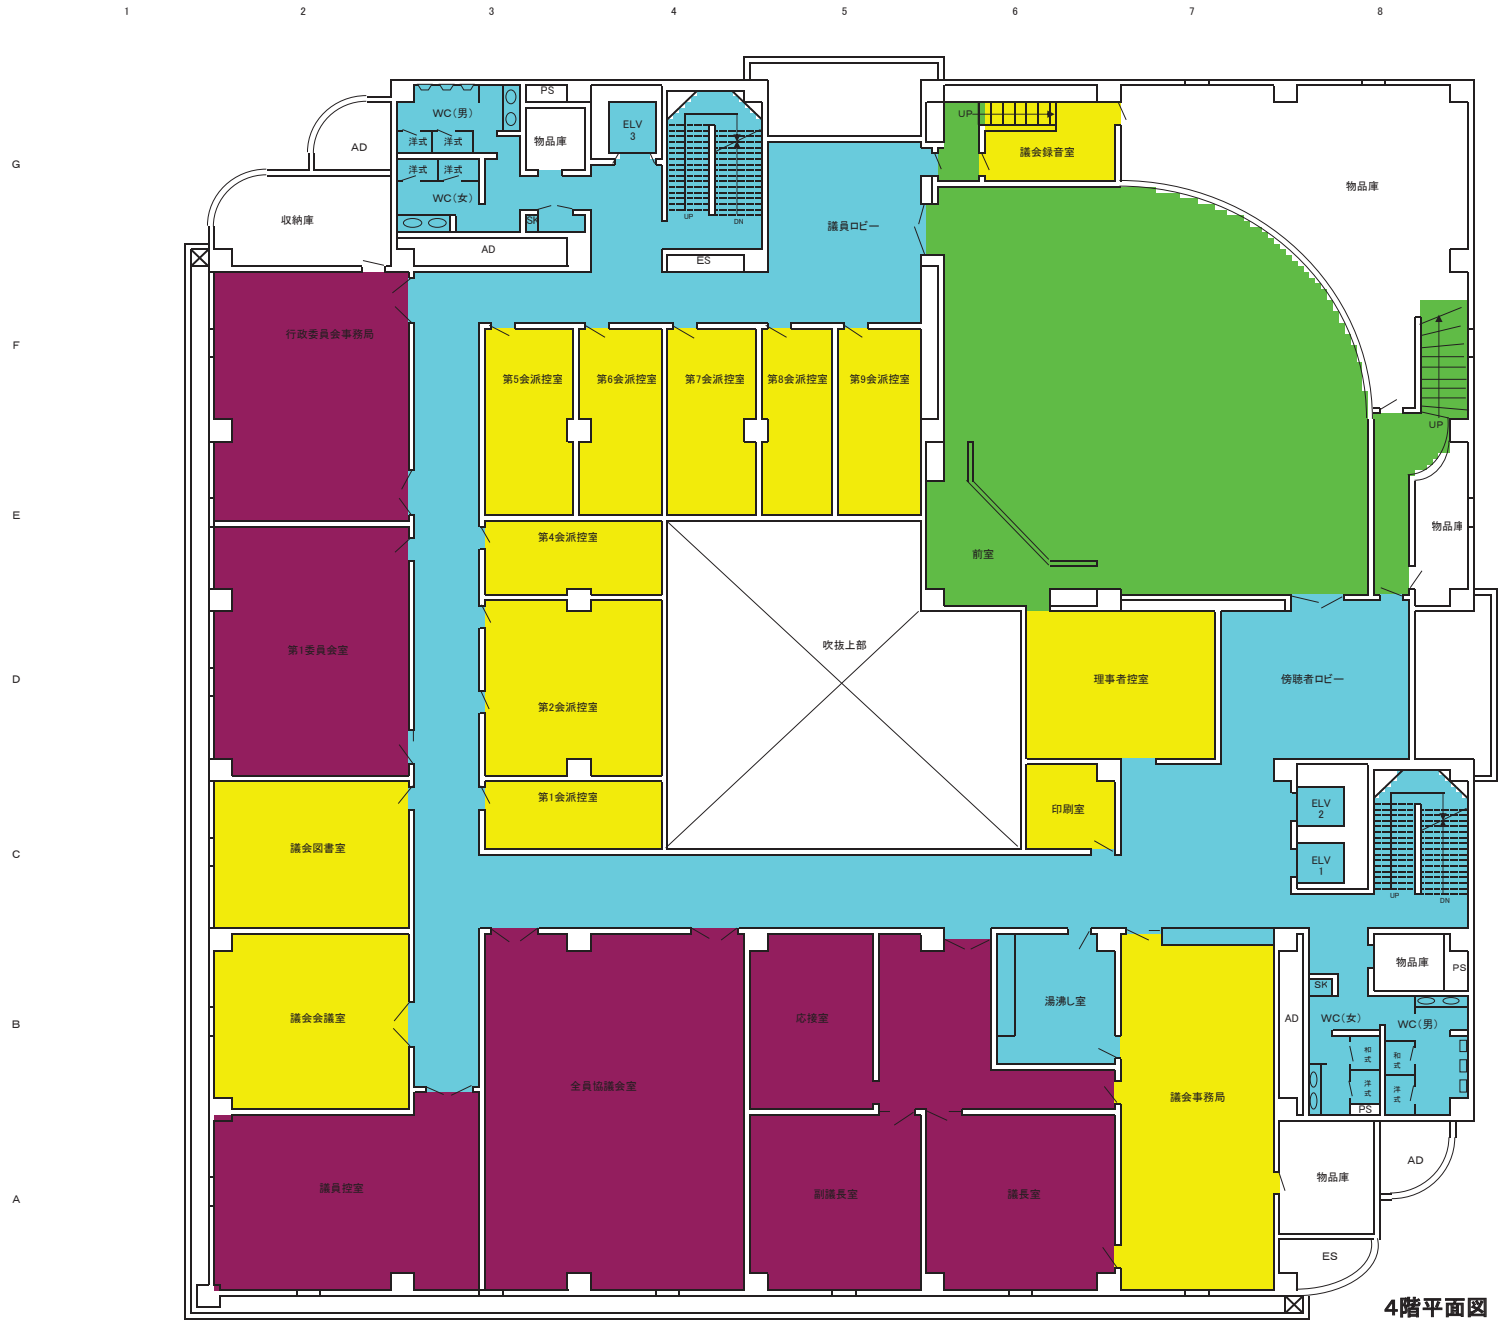 1 2 3 4 5 6 7 8
G
F
E
D
C
B
A
WC(男)
PS
洋式
洋式
物品庫
ELV
3
AD
洋式
洋式
WC(女)
SK
収納庫
AD
UP
DN
ES
議員ロビー
UP
議会録音室
物品庫
行政委員会事務局
第5会派控室
第6会派控室
第7会派控室
第8会派控室
第9会派控室
UP
第4会派控室
前室
物品庫
第1委員会室
吹抜上部
第2会派控室
理事者控室
傍聴者ロビー
第1会派控室
印刷室
ELV
2
議会図書室
ELV
1
UP
DN
物品庫
PS
SK
議会会議室
応接室
湯沸し室
AD
WC(女)
WC(男)
和式
和式
洋式
洋式
PS
全員協議会室
議会事務局
議員控室
副議長室
議長室
物品庫
AD
ES
4階平面図